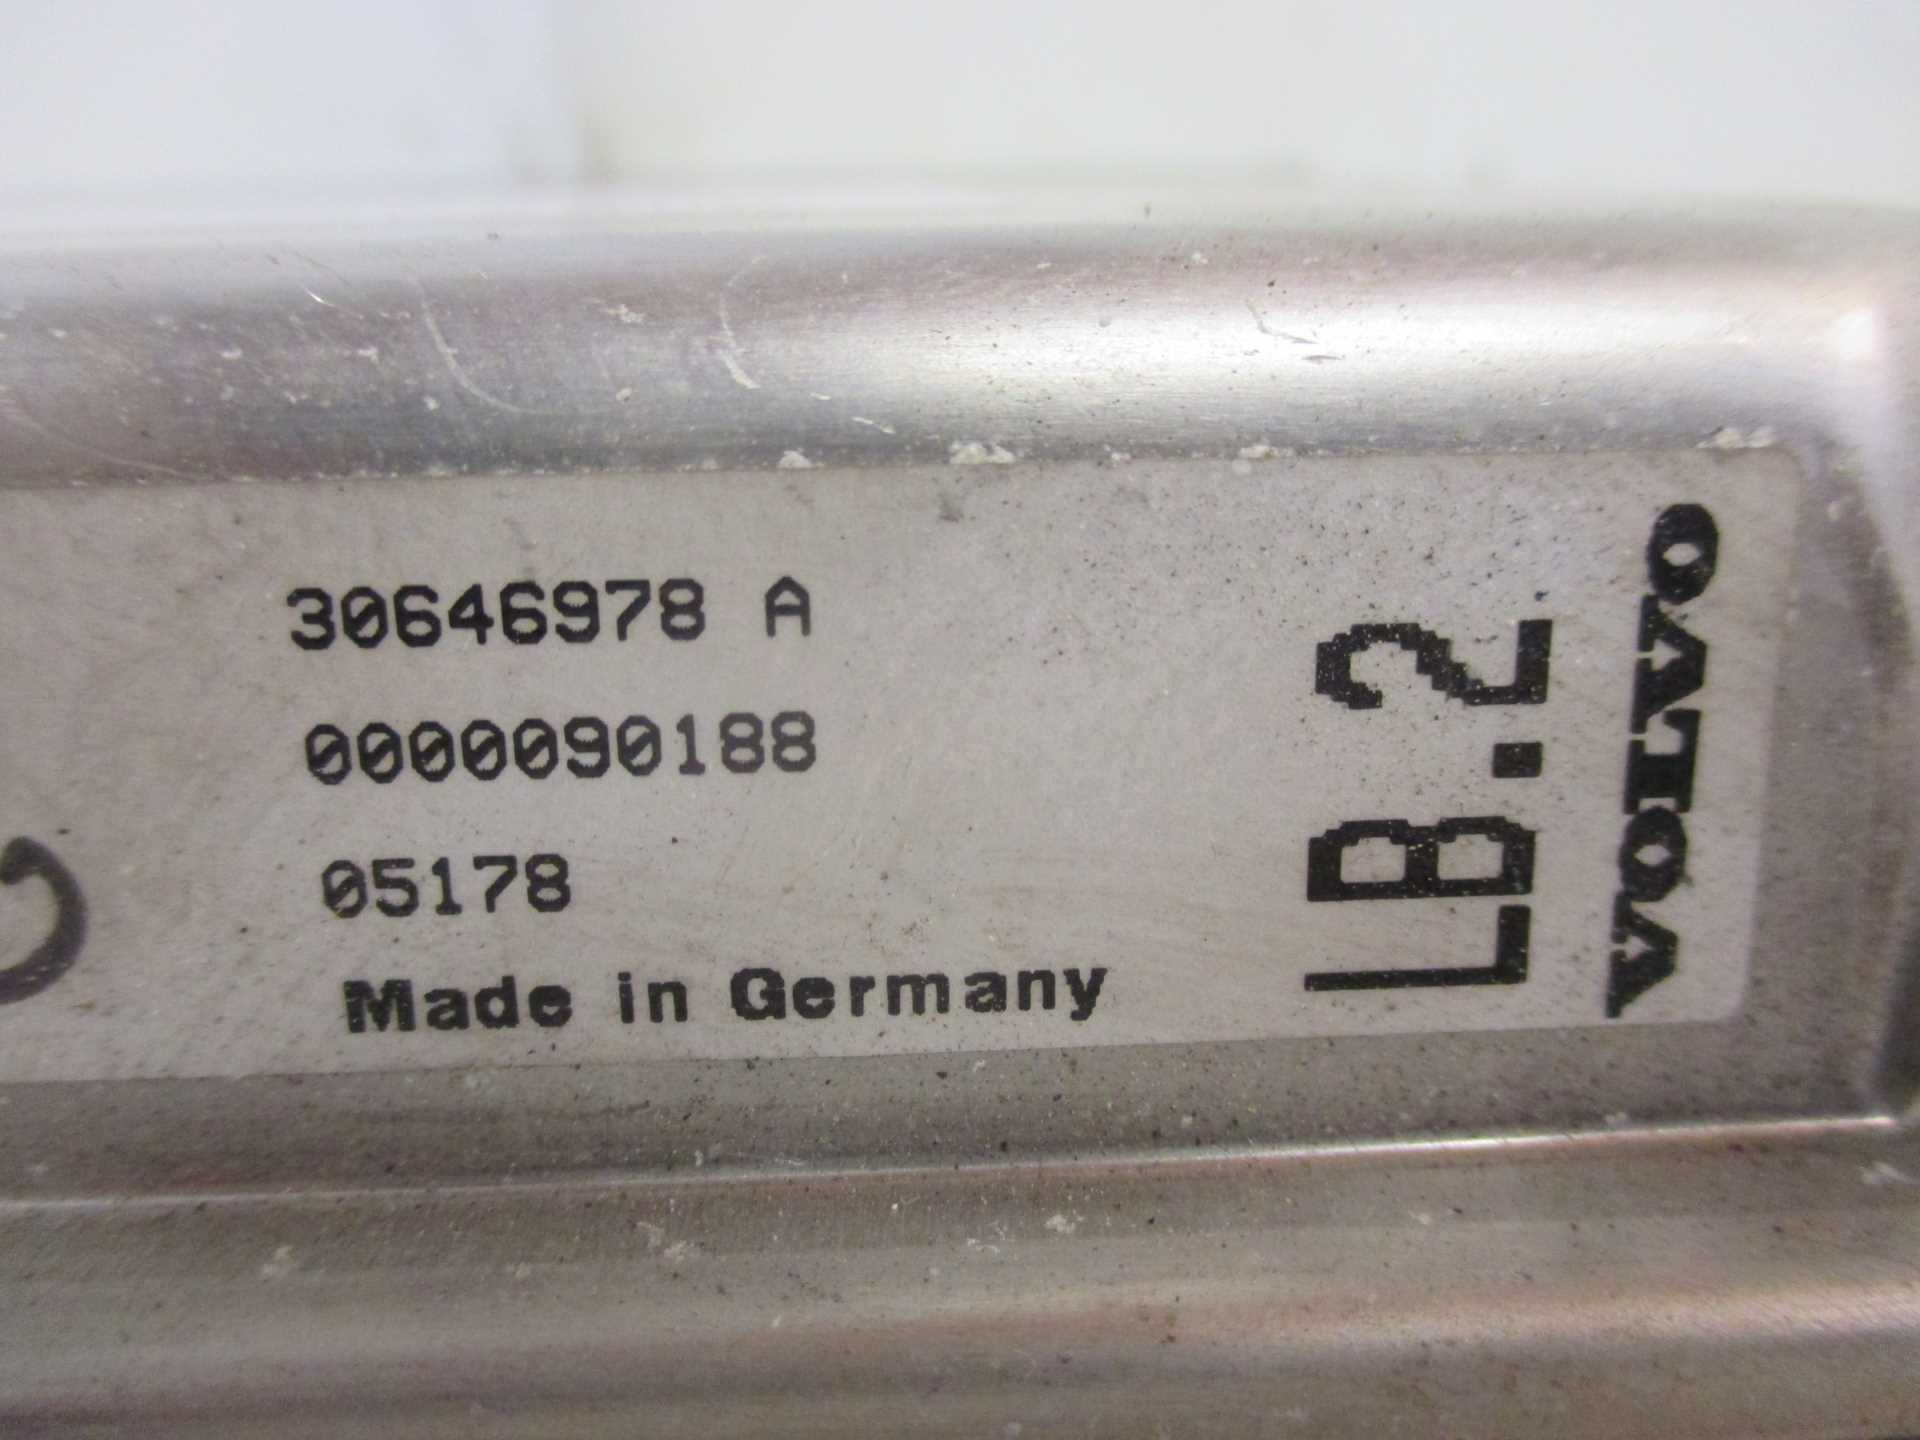 30646978 A
0000090188
05178
Made in Germany
LB.2
VOLVO